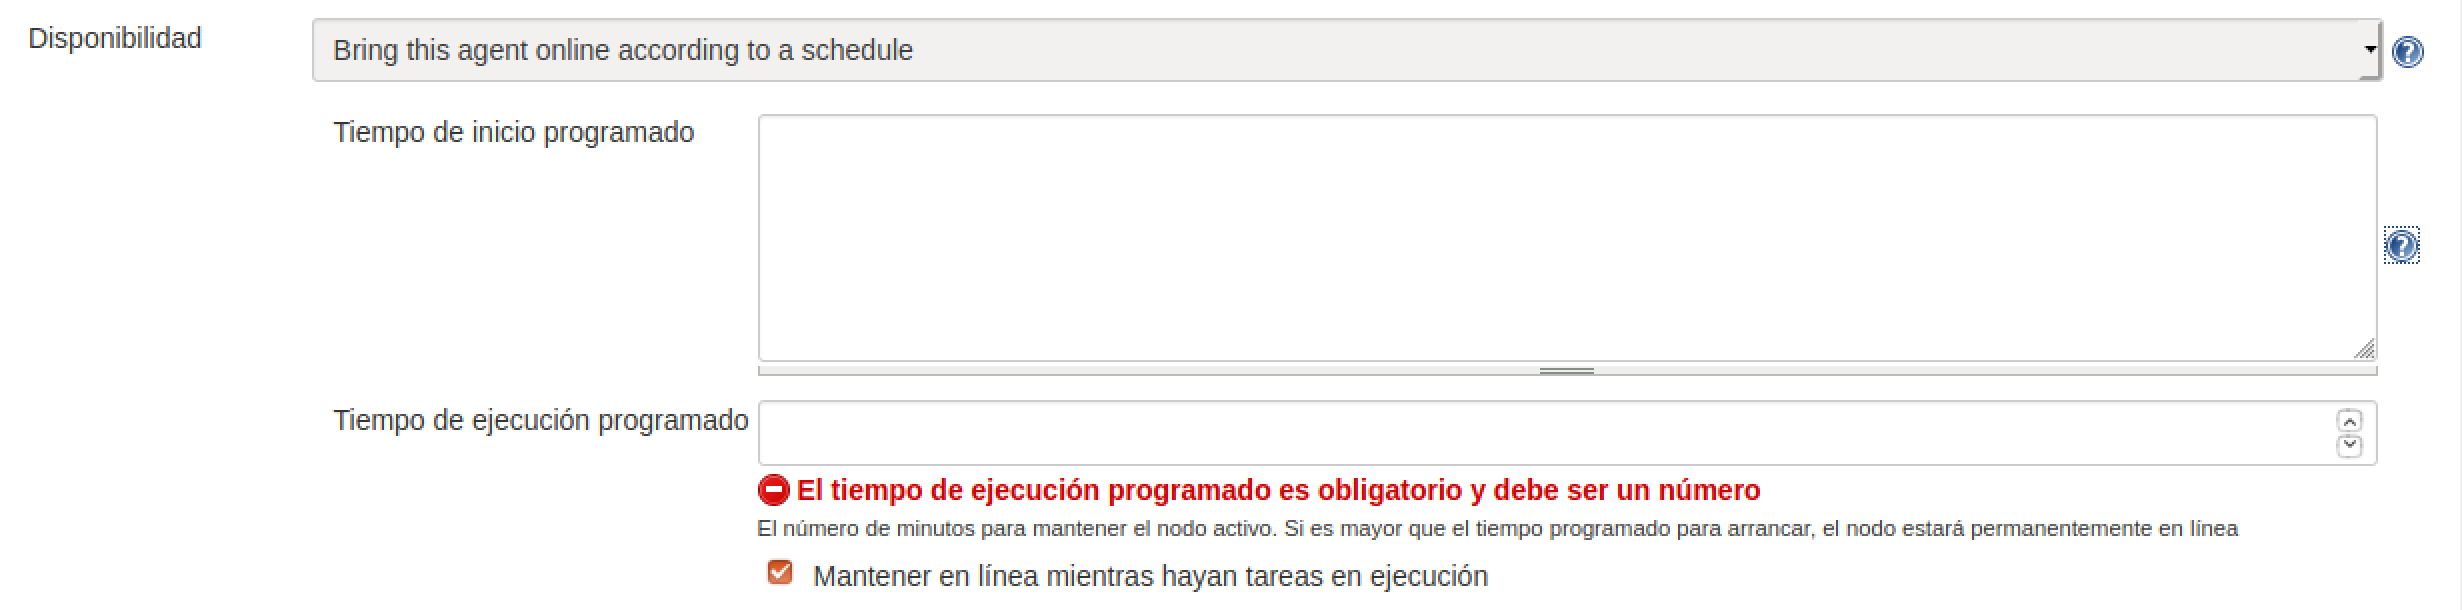 Disponibilidad
Bring this agent online according to a schedule
Tiempo de inicio programado
Tiempo de ejecución programado
El tiempo de ejecución programado es obligatorio y debe ser un número
El número de minutos para mantener el nodo activo. Si es mayor que el tiempo programado para arrancar, el nodo estará permanentemente en línea
Mantener en línea mientras hayan tareas en ejecución